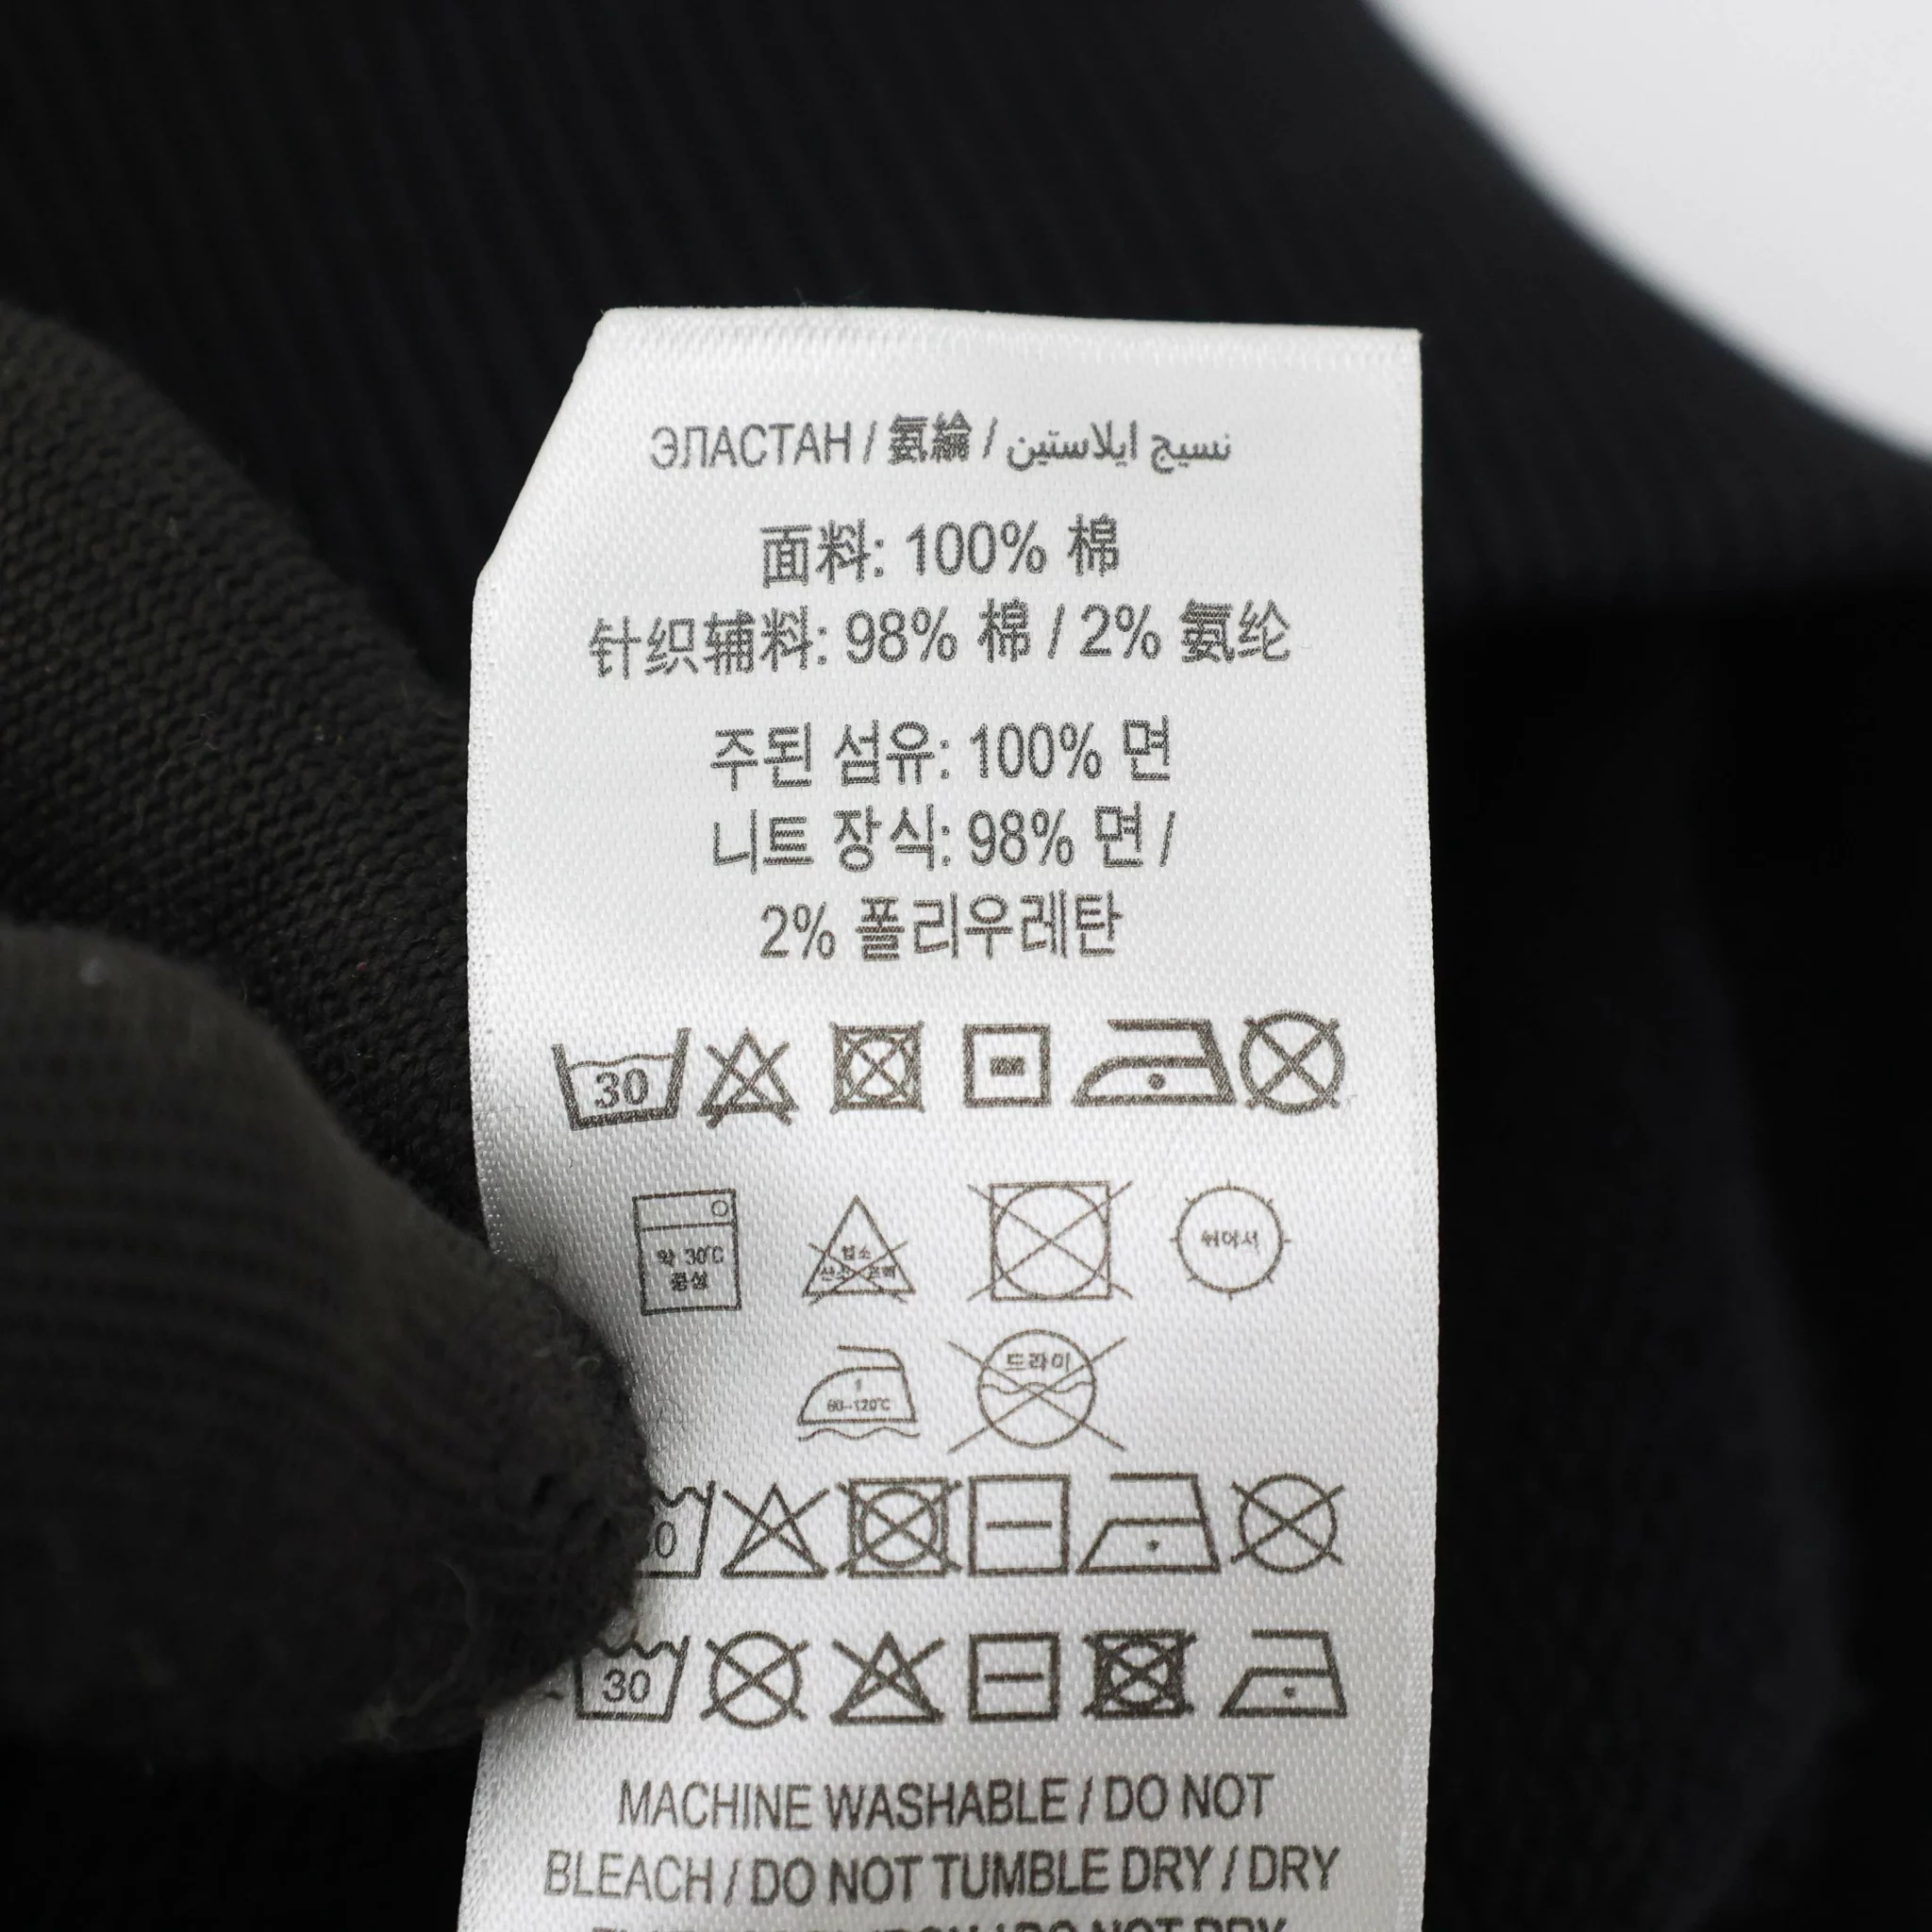 ЭЛАСТАН / 氨綸 / نسيج ايلاستين
面料: 100% 棉
针织辅料: 98% 棉 / 2% 氨纶
주된 섬유: 100% 면
니트 장식: 98% 면 /
2% 폴리우레탄
30
약 30°C
중성
뉘어서
드라이
1
80~120°C
30
MACHINE WASHABLE / DO NOT
BLEACH / DO NOT TUMBLE DRY / DRY